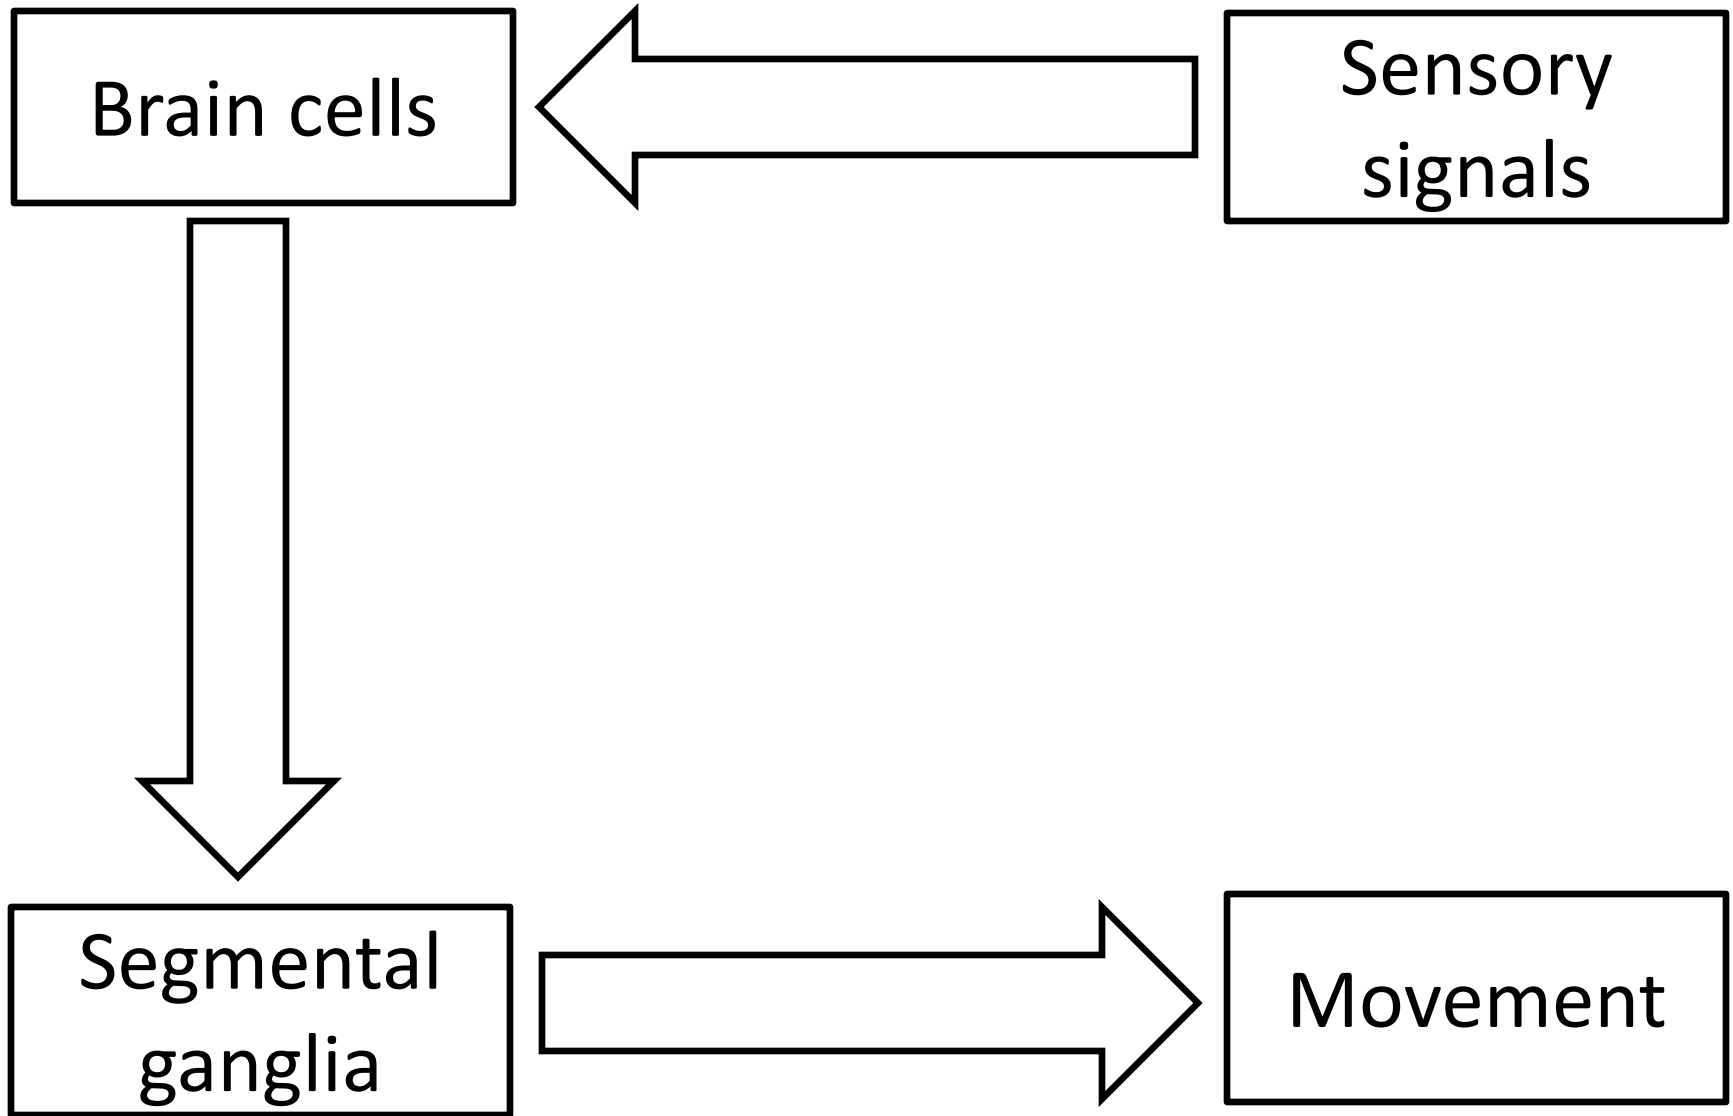 Brain cells
Sensory
signals
Segmental
ganglia
Movement